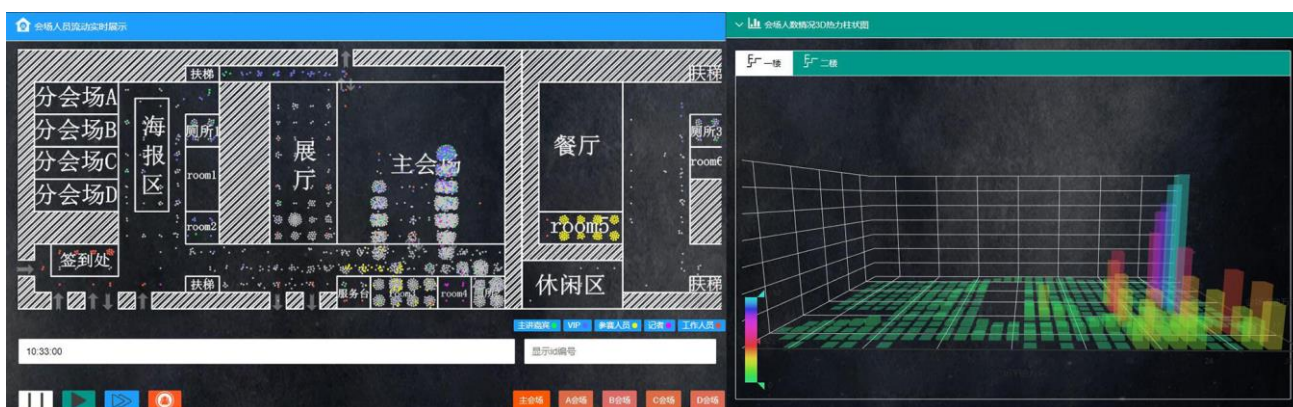 会场人员流动实时展示
扶梯
扶梯
分会场A
分会场B
分会场C
分会场D
海报区
厕所1
room1
room2
展厅
主会场
餐厅
厕所3
room6
room5
签到处
扶梯
服务台
room3
room4
休闲区
扶梯
主讲嘉宾
VIP
参赛人员
记者
工作人员
10:33:00
显示id编号
主会场
A会场
B会场
C会场
D会场
会场人数情况3D热力柱状图
一楼
二楼